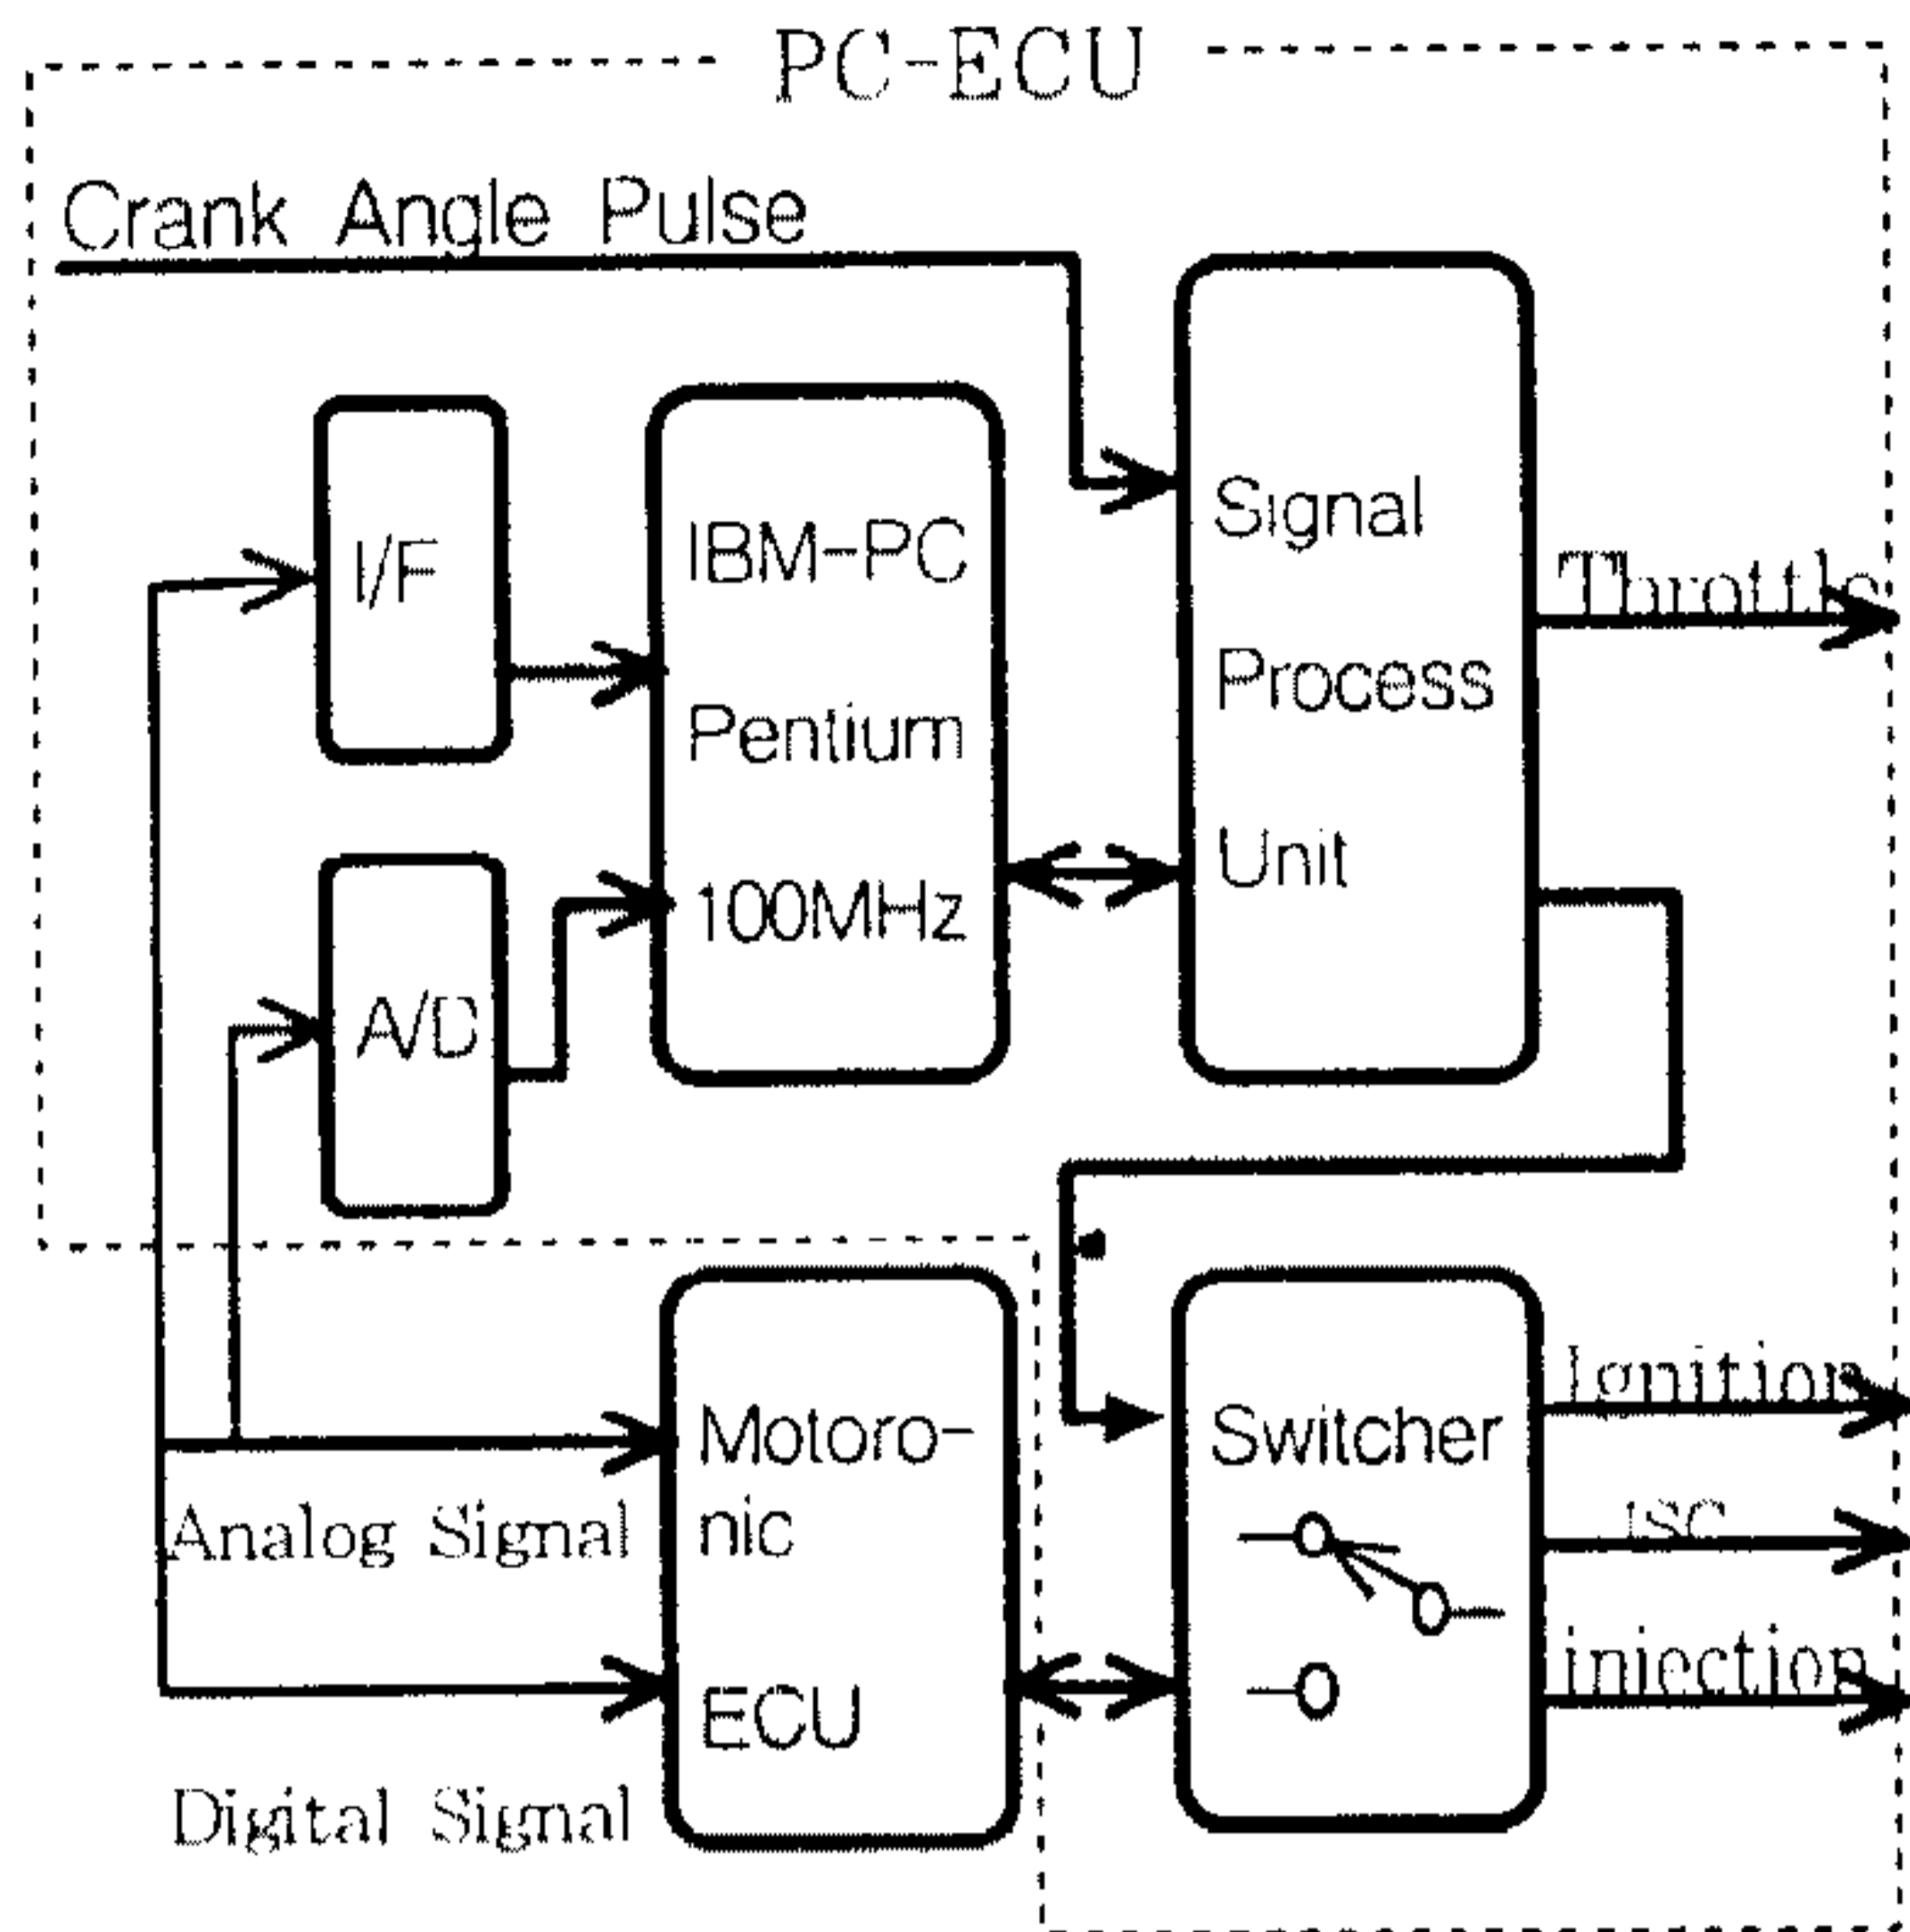 PC-ECU
Crank Angle Pulse
I/F
IBM-PC
Pentium
100MHz
Signal
Process
Unit
Throttle
A/D
Motoro-
nic
ECU
Switcher
Ignition
ISC
injection
Analog Signal
Digital Signal